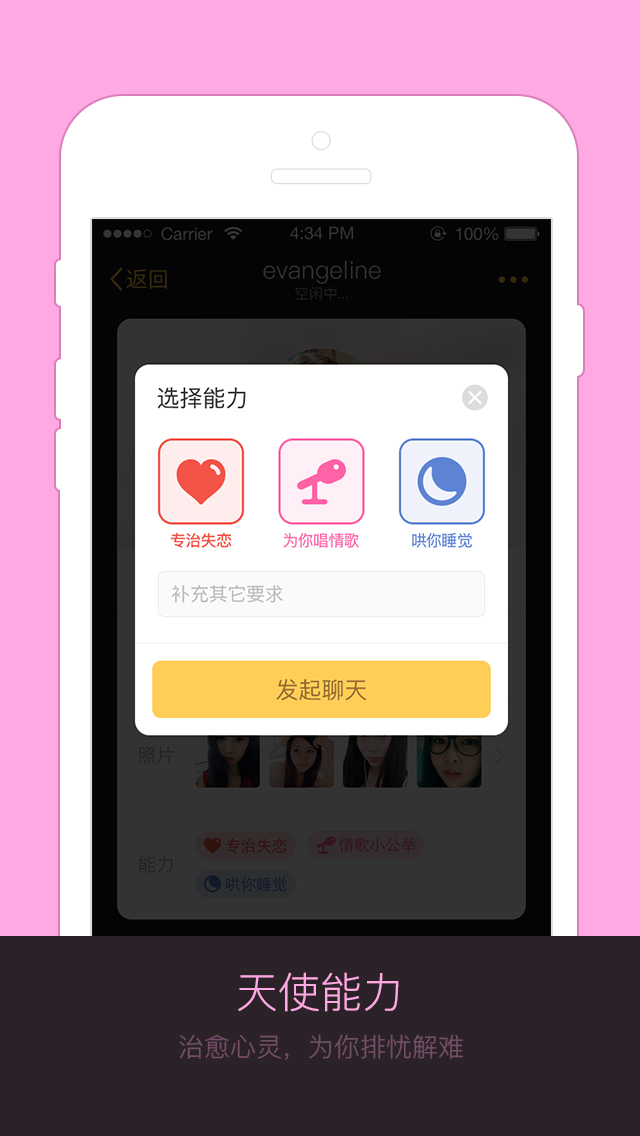 Carrier 4:34 PM 100%
返回 evangeline
空闲中...
选择能力
专治失恋 为你唱情歌 哄你睡觉
补充其它要求
发起聊天
照片
专治失恋 情歌小公举
能力
哄你睡觉
天使能力
治愈心灵，为你排忧解难